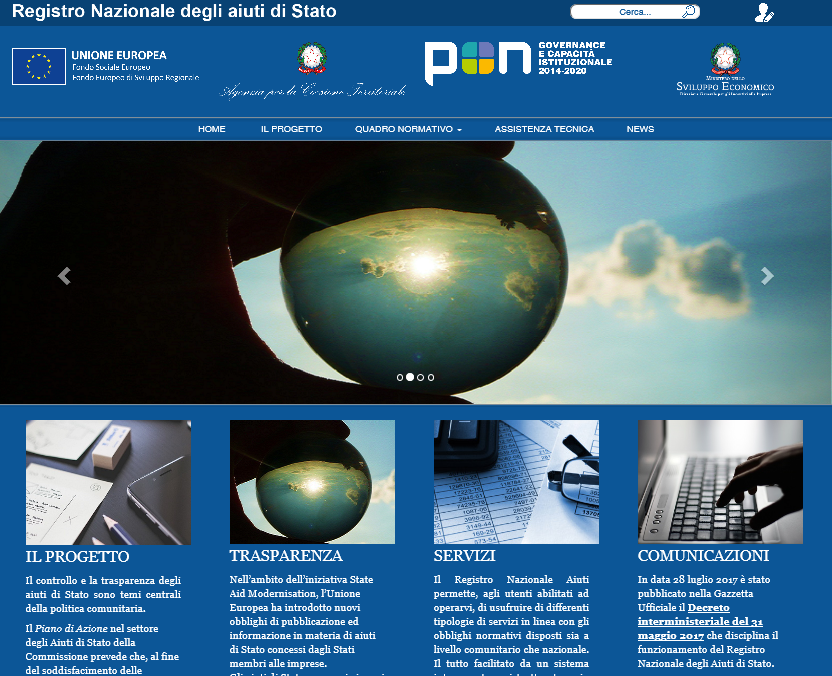 Registro Nazionale degli aiuti di Stato
Cerca...
UNIONE EUROPEA
Fondo Sociale Europeo
Fondo Europeo di Sviluppo Regionale
Agenzia per la Coesione Territoriale
pon
GOVERNANCE
E CAPACITÀ
ISTITUZIONALE
2014-2020
MINISTERO DELLO
SVILUPPO ECONOMICO
HOME
IL PROGETTO
QUADRO NORMATIVO
ASSISTENZA TECNICA
NEWS
IL PROGETTO
Il controllo e la trasparenza degli
aiuti di Stato sono temi centrali
della politica comunitaria.
Il Piano di Azione nel settore
degli Aiuti di Stato della
Commissione prevede che, al fine
del soddisfacimento delle
TRASPARENZA
Nell'ambito dell'iniziativa State
Aid Modernisation, l'Unione
Europea ha introdotto nuovi
obblighi di pubblicazione ed
informazione in materia di aiuti
di Stato concessi dagli Stati
membri alle imprese.
SERVIZI
Il Registro Nazionale Aiuti
permette, agli utenti abilitati ad
operarvi, di usufruire di differenti
tipologie di servizi in linea con gli
obblighi normativi disposti sia a
livello comunitario che nazionale.
Il tutto facilitato da un sistema
COMUNICAZIONI
In data 28 luglio 2017 è stato
pubblicato nella Gazzetta
Ufficiale il Decreto
interministeriale del 31
maggio 2017 che disciplina il
funzionamento del Registro
Nazionale degli Aiuti di Stato.